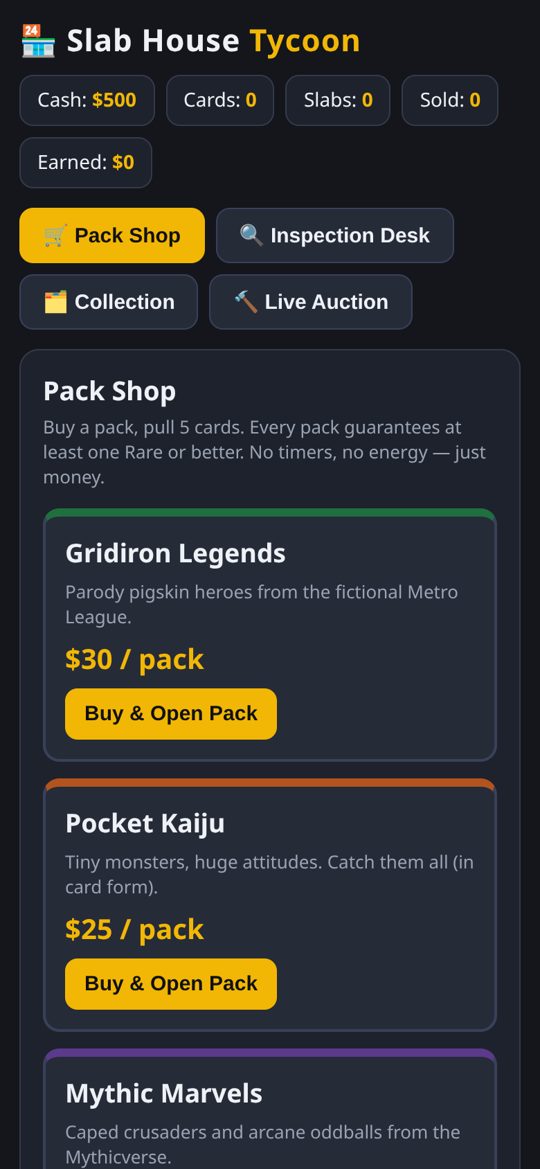 🏪 Slab House Tycoon
Cash: $500
Cards: 0
Slabs: 0
Sold: 0
Earned: $0
🛒 Pack Shop
🔍 Inspection Desk
🗂️ Collection
🔨 Live Auction
Pack Shop
Buy a pack, pull 5 cards. Every pack guarantees at
least one Rare or better. No timers, no energy — just
money.
Gridiron Legends
Parody pigskin heroes from the fictional Metro
League.
$30 / pack
Buy & Open Pack
Pocket Kaiju
Tiny monsters, huge attitudes. Catch them all (in
card form).
$25 / pack
Buy & Open Pack
Mythic Marvels
Caped crusaders and arcane oddballs from the
Mythicverse.